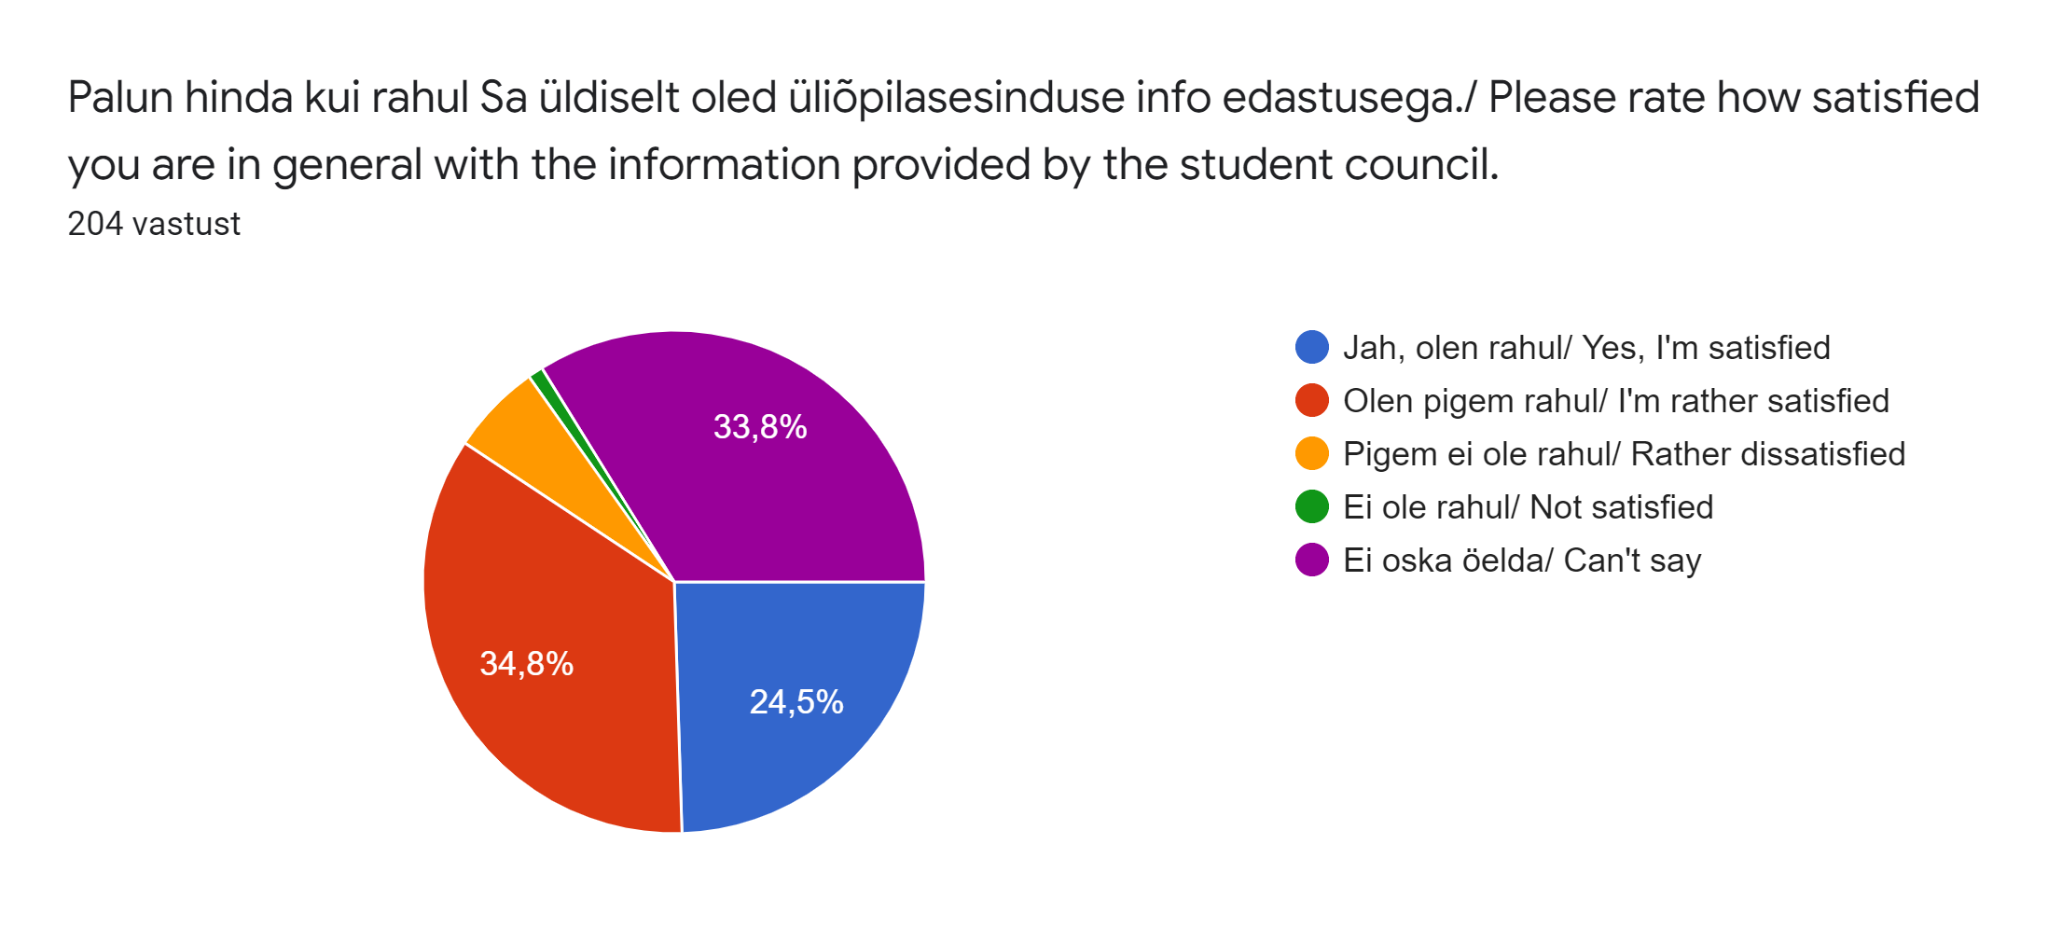 Palun hinda kui rahul Sa üldiselt oled üliõpilasesinduse info edastusega./ Please rate how satisfied
you are in general with the information provided by the student council.
204 vastust
33,8%
34,8%
24,5%
Jah, olen rahul/ Yes, I'm satisfied
Olen pigem rahul/ I'm rather satisfied
Pigem ei ole rahul/ Rather dissatisfied
Ei ole rahul/ Not satisfied
Ei oska öelda/ Can't say